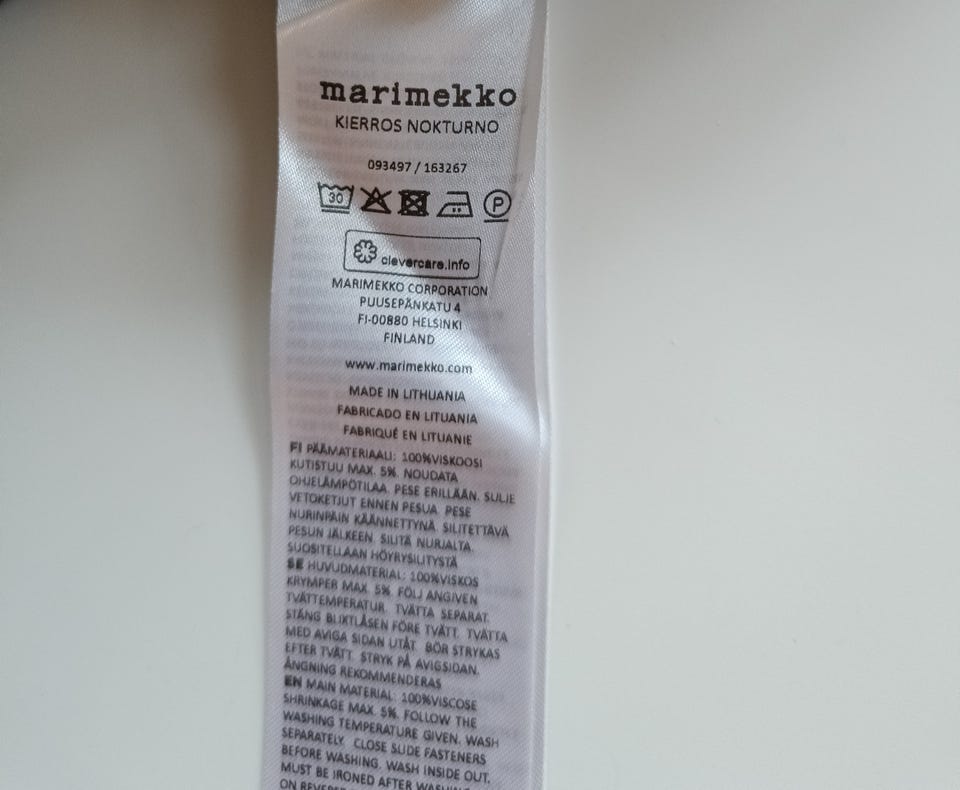 marimekko
KIERROS NOKTURNO
093497 / 163267
30 P
clevercare.info
MARIMEKKO CORPORATION
PUUSEPÄNKATU 4
FI-00880 HELSINKI
FINLAND
www.marimekko.com
MADE IN LITHUANIA
FABRICADO EN LITUANIA
FABRIQUÉ EN LITUANIE
FI PÄÄMATERIAALI: 100%VISKOOSI
KUTISTUU MAX. 5%. NOUDATA
OHJELÄMPÖTILAA. PESE ERILLÄÄN. SULJE
VETOKETJUT ENNEN PESUA. PESE
NURINPÄIN KÄÄNNETTYNÄ. SILITETTÄVÄ
PESUN JÄLKEEN. SILITÄ NURJALTA.
SUOSITELLAAN HÖYRYSILITYSTÄ
SE HUVUDMATERIAL: 100%VISKOS
KRYMPER MAX. 5%. FÖLJ ANGIVEN
TVÄTTEMPERATUR. TVÄTTA SEPARAT.
STÄNG BLIXTLÅSEN FÖRE TVÄTT. TVÄTTA
MED AVIGA SIDAN UTÅT. BÖR STRYKAS
EFTER TVÄTT. STRYK PÅ AVIGSIDAN.
ÅNGNING REKOMMENDERAS
EN MAIN MATERIAL: 100%VISCOSE
SHRINKAGE MAX. 5%. FOLLOW THE
WASHING TEMPERATURE GIVEN. WASH
SEPARATELY. CLOSE SLIDE FASTENERS
BEFORE WASHING. WASH INSIDE OUT.
MUST BE IRONED AFTER WASHING
ON REVERSE